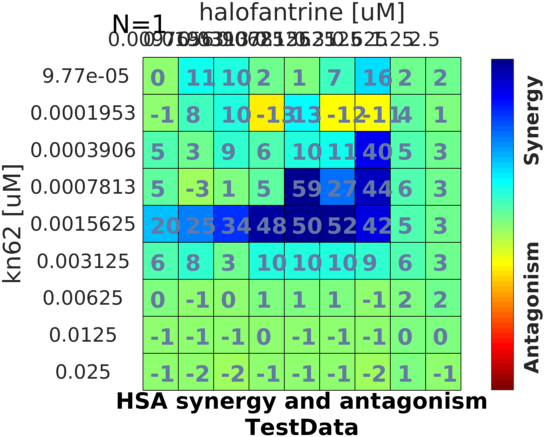 halofantrine [uM]
N=1
2.5
9.77e-05 0 11 10 2 1 7 16 2 2
0.0001953 -1 8 10 -13 13 -12 -11 4 1
0.0003906 5 3 9 6 10 11 40 5 3
0.0007813 5 -3 1 5 59 27 44 6 3
0.0015625 20 25 34 48 50 52 42 5 3
0.003125 6 8 3 10 10 10 9 6 3
0.00625 0 -1 0 1 1 1 -1 2 2
0.0125 -1 -1 -1 0 -1 -1 -1 0 0
0.025 -1 -2 -2 -1 -1 -1 -2 1 -1
kn62 [uM]
Synergy
Antagonism
HSA synergy and antagonism
TestData